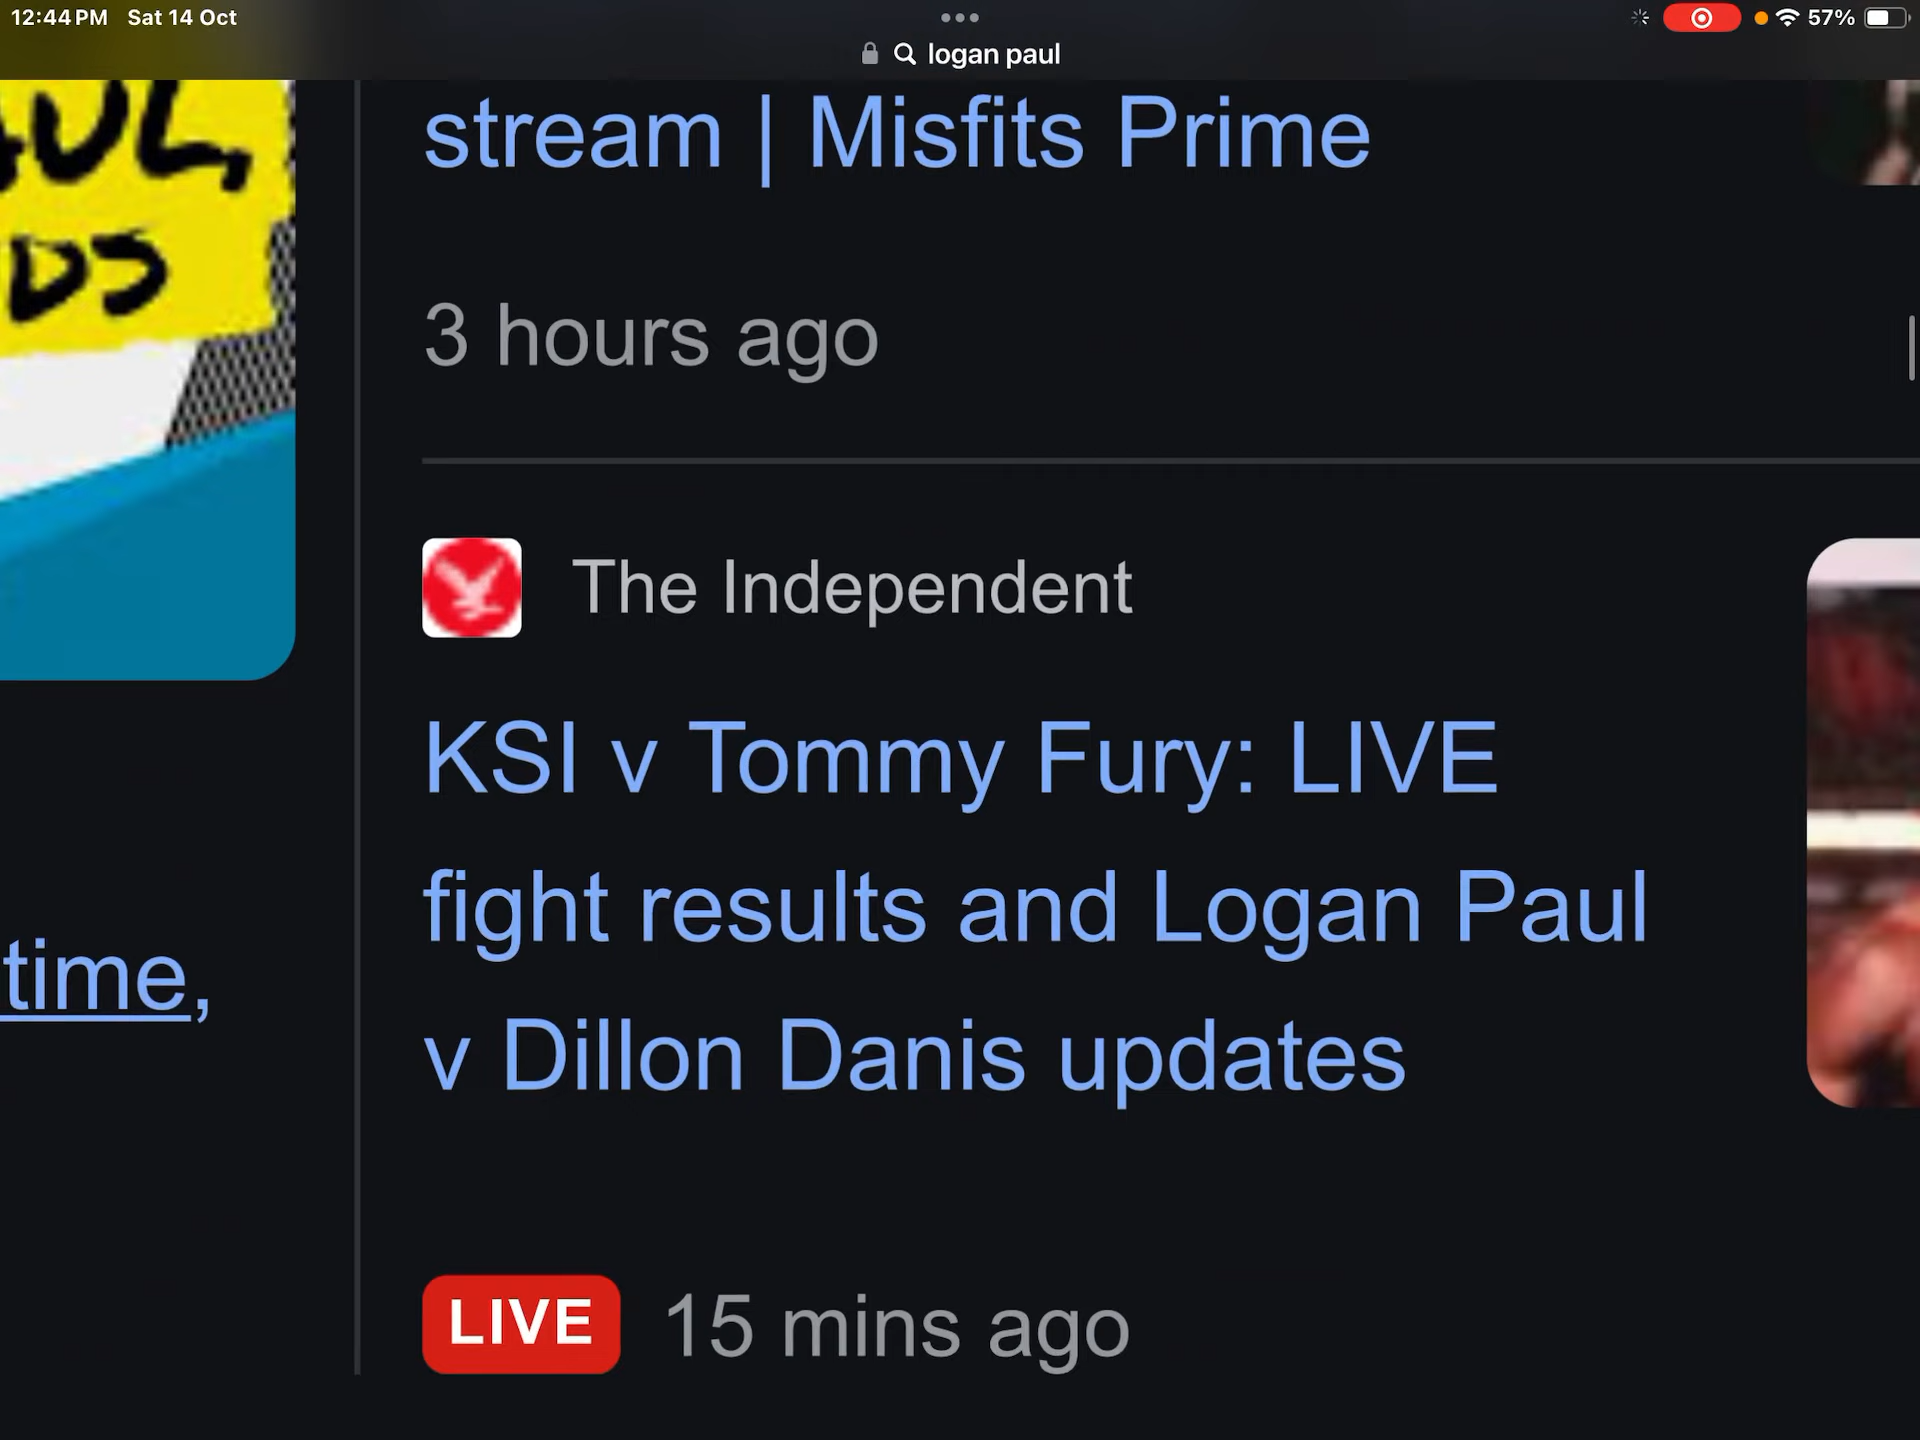 12:44 PM Sat 14 Oct
57%
logan paul
stream | Misfits Prime
3 hours ago
The Independent
KSI v Tommy Fury: LIVE
fight results and Logan Paul
v Dillon Danis updates
LIVE 15 mins ago
time,